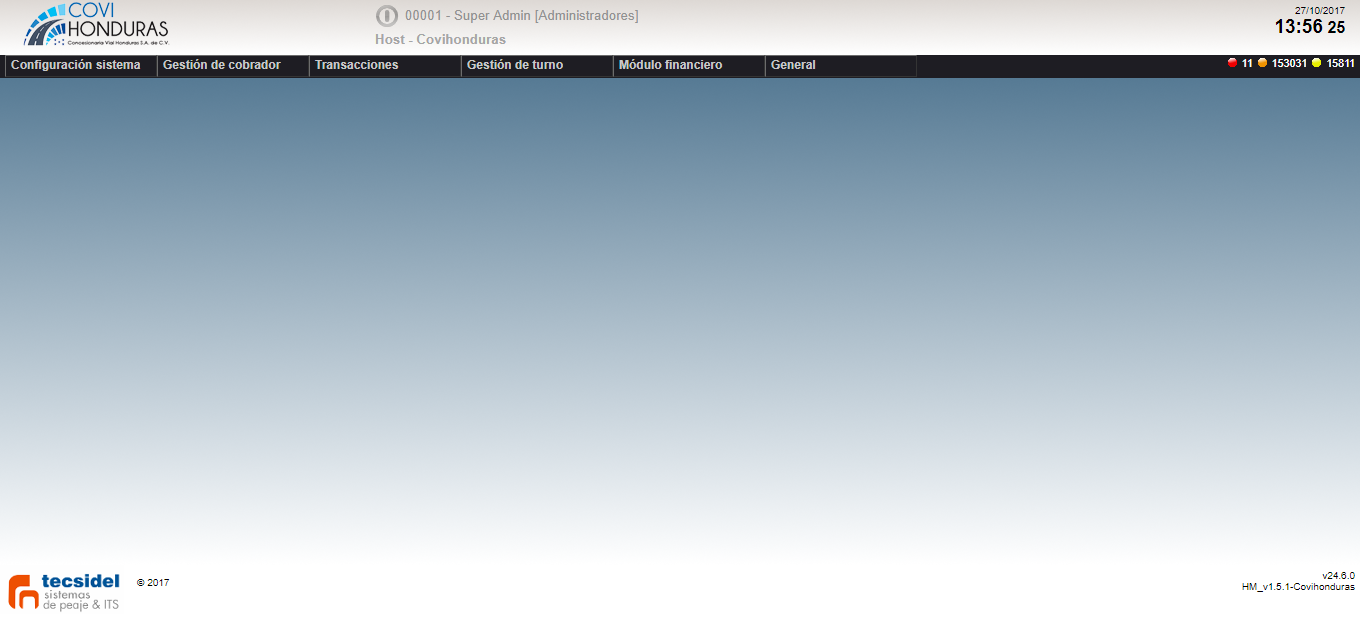 COVI
HONDURAS
Concesionaria Vial Honduras S.A. de C.V.
00001 - Super Admin [Administradores]
Host - Covihonduras
27/10/2017
13:56 25
Configuración sistema
Gestión de cobrador
Transacciones
Gestión de turno
Módulo financiero
General
11 153031 15811
tecsidel
sistemas
de peaje & ITS
© 2017
v24.6.0
HM_v1.5.1-Covihonduras